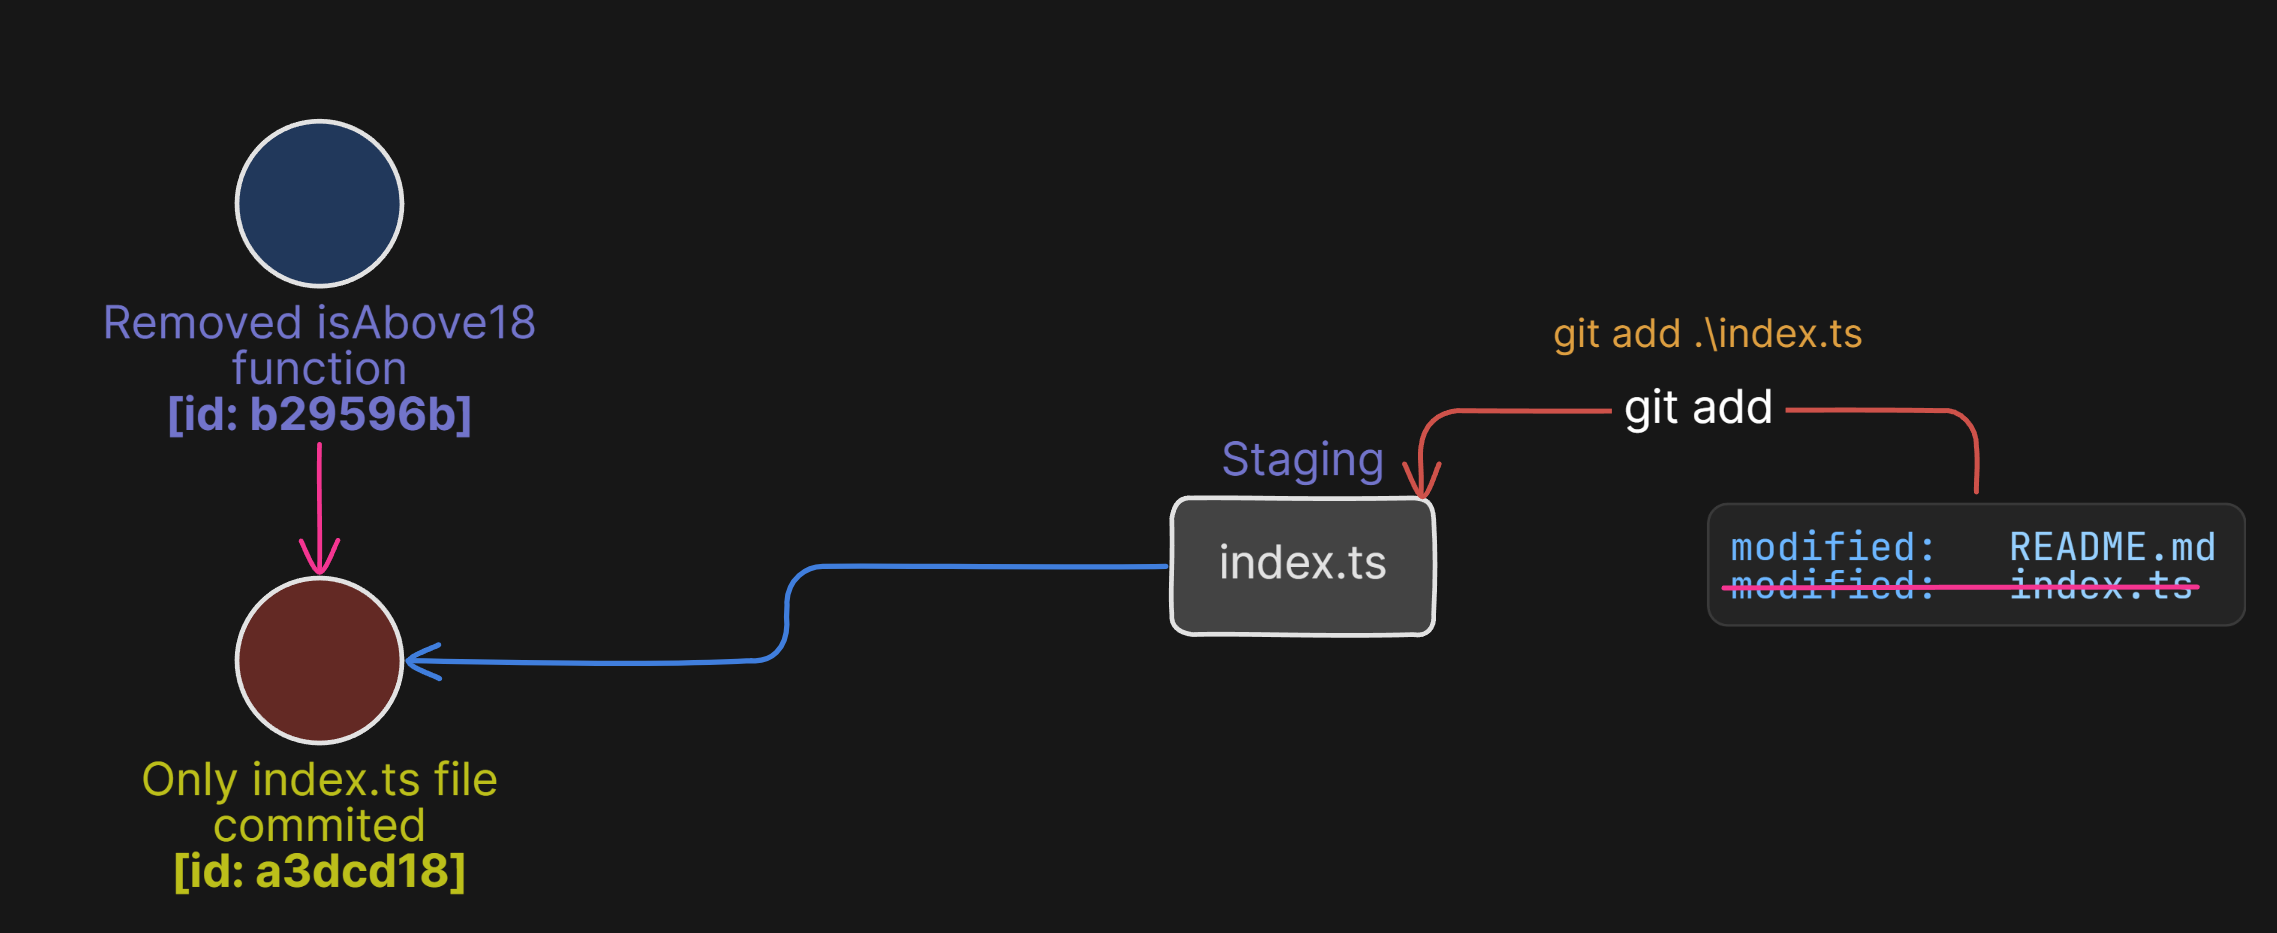 Removed isAbove18
function
[id: b29596b]
git add .\index.ts
git add
Staging
index.ts
modified: README.md
modified: index.ts
Only index.ts file
commited
[id: a3dcd18]